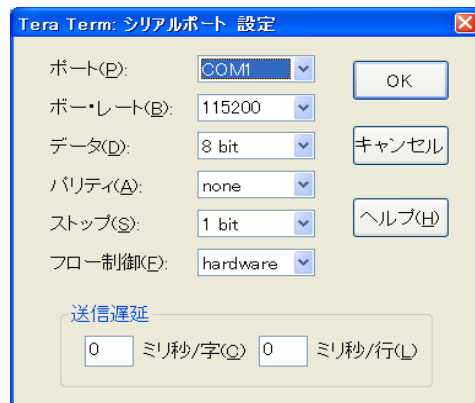 Tera Term: シリアルポート 設定
ポート(P): COM1
OK
ボー・レート(B): 115200
データ(D): 8 bit
キャンセル
パリティ(A): none
ストップ(S): 1 bit
ヘルプ(H)
フロー制御(F): hardware
送信遅延
0 ミリ秒/字(C) 0 ミリ秒/行(L)